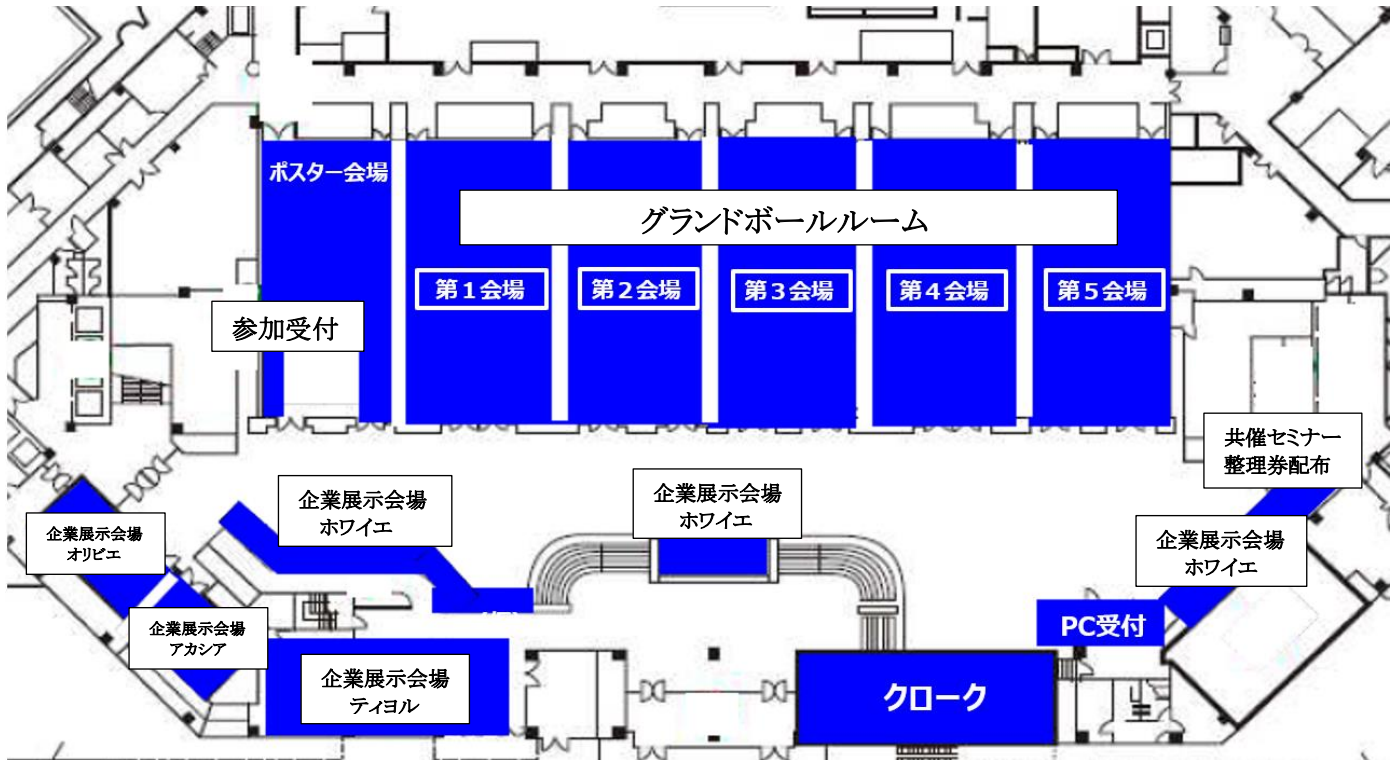 ポスター会場
グランドボールルーム
第1会場
第2会場
第3会場
第4会場
第5会場
参加受付
共催セミナー
整理券配布
企業展示会場
ホワイエ
企業展示会場
ホワイエ
企業展示会場
オリビエ
企業展示会場
ホワイエ
企業展示会場
アカシア
PC受付
企業展示会場
ティヨル
クローク